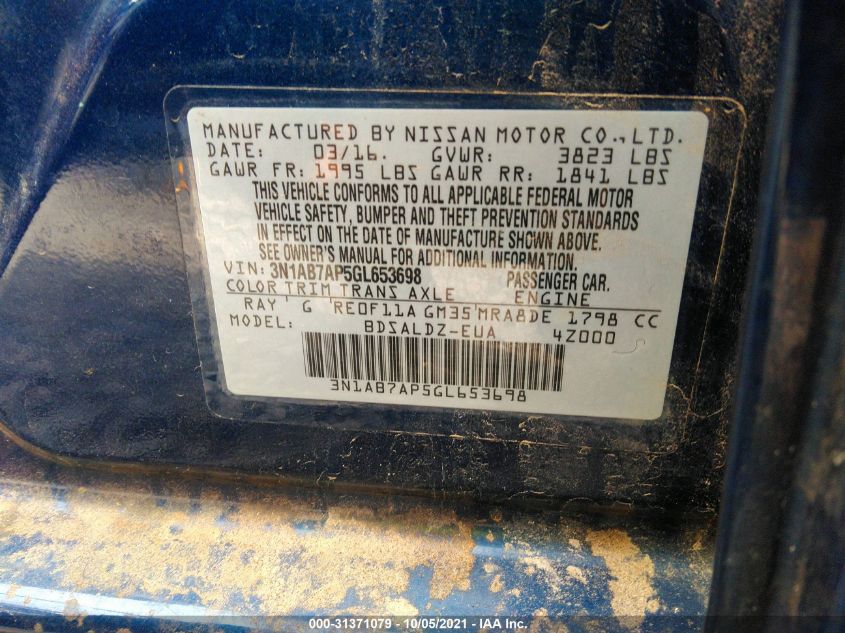 MANUFACTURED BY NISSAN MOTOR CO.,LTD.
DATE: 03/16. GVWR: 3823 LBS
GAWR FR: 1995 LBS GAWR RR: 1841 LBS
THIS VEHICLE CONFORMS TO ALL APPLICABLE FEDERAL MOTOR
VEHICLE SAFETY, BUMPER AND THEFT PREVENTION STANDARDS
IN EFFECT ON THE DATE OF MANUFACTURE SHOWN ABOVE.
SEE OWNER'S MANUAL FOR ADDITIONAL INFORMATION.
VIN: 3N1AB7AP5GL653698 PASSENGER CAR.
COLOR TRIM TRANS AXLE ENGINE
RAY ' G RE0F11A GM35'MRA8DE 1798 CC
MODEL: BDSALDZ-EUA 4Z000
3N1AB7AP5GL653698
000-31371079 - 10/05/2021 - IAA Inc.